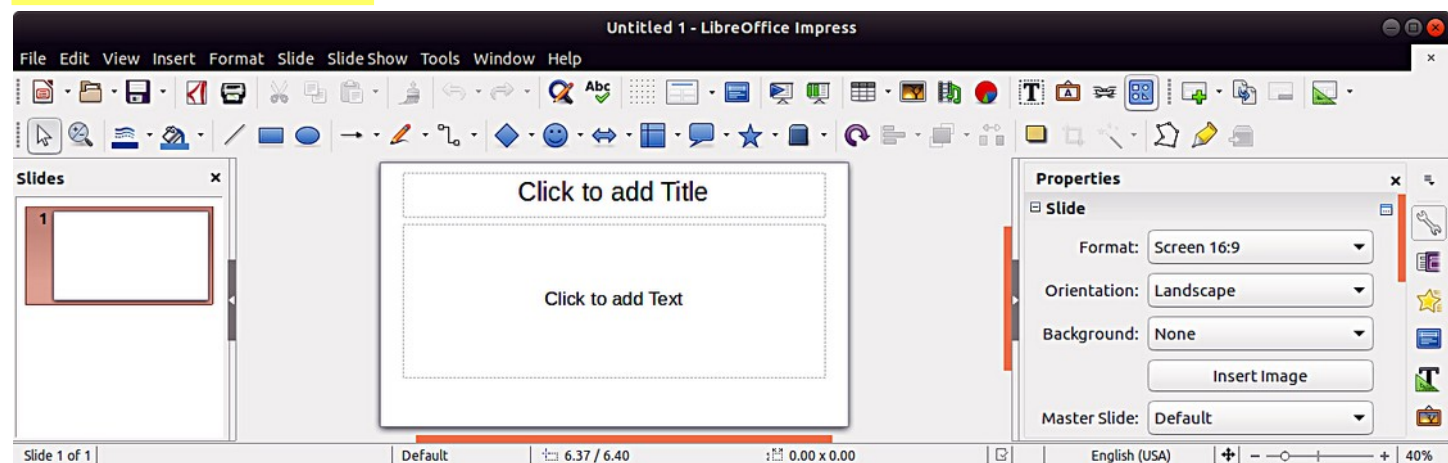 Untitled 1 - LibreOffice Impress
File Edit View Insert Format Slide Slide Show Tools Window Help
Abc
T A
Slides
1
Click to add Title
Click to add Text
Properties
Slide
Format: Screen 16:9
Orientation: Landscape
Background: None
Insert Image
Master Slide: Default
T
Slide 1 of 1 Default 6.37 / 6.40 0.00 x 0.00 English (USA) 40%